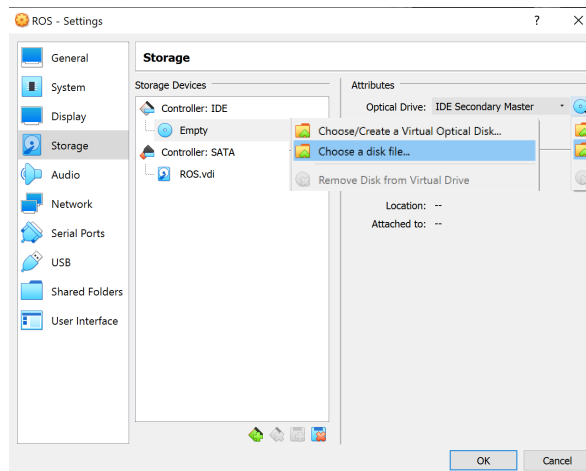 ROS - Settings
?
General
System
Display
Storage
Audio
Network
Serial Ports
USB
Shared Folders
User Interface
Storage
Storage Devices
Controller: IDE
Empty
Controller: SATA
ROS.vdi
Attributes
Optical Drive: IDE Secondary Master
Choose/Create a Virtual Optical Disk...
Choose a disk file...
Remove Disk from Virtual Drive
Location: --
Attached to: --
OK
Cancel